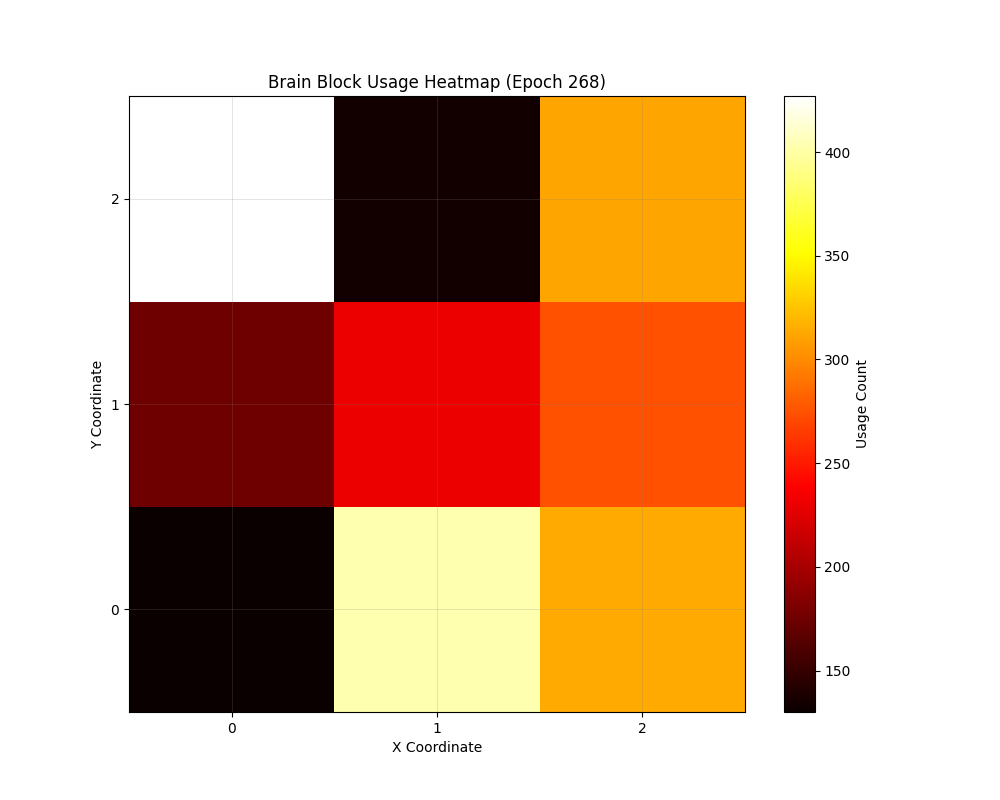 Brain Block Usage Heatmap (Epoch 268)
2
1
0
Y Coordinate
0 1 2
X Coordinate
400
350
300
250
200
150
Usage Count